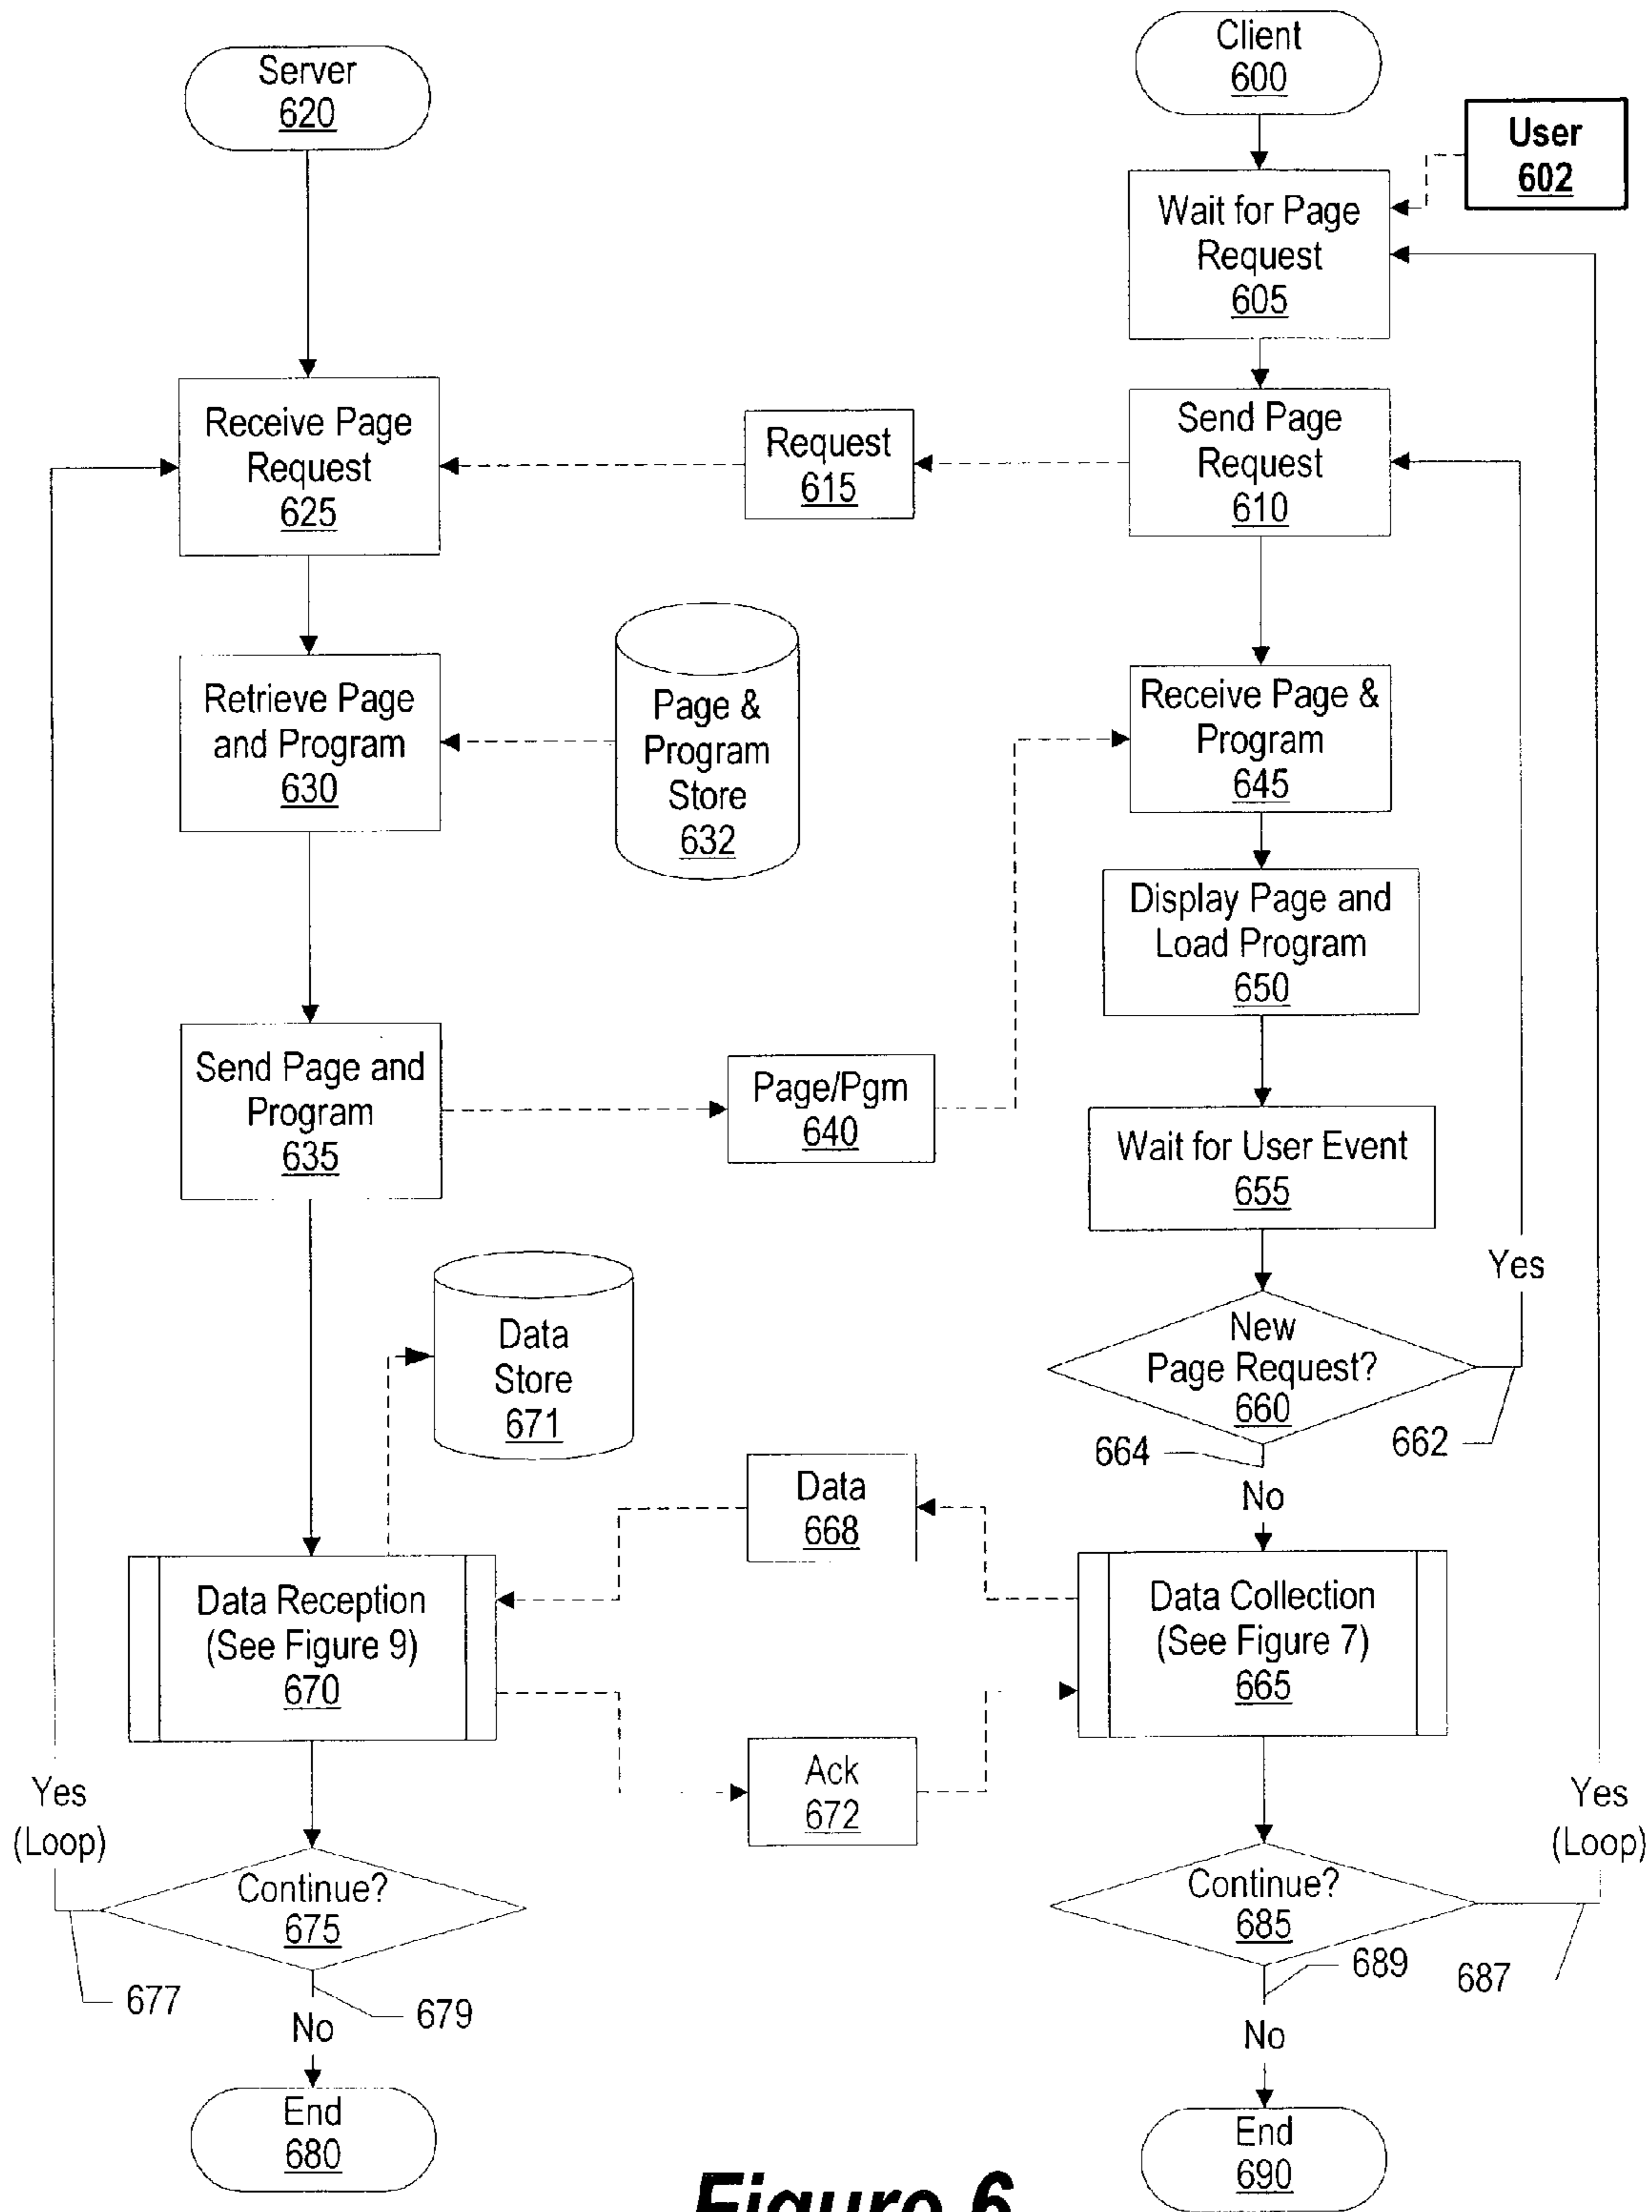 Server
620
Client
600
User
602
Wait for Page
Request
605
Receive Page
Request
625
Request
615
Send Page
Request
610
Retrieve Page
and Program
630
Page &
Program
Store
632
Receive Page &
Program
645
Display Page and
Load Program
650
Send Page and
Program
635
Page/Pgm
640
Wait for User Event
655
Yes
Data
Store
671
New
Page Request?
660
662
664
No
Data
668
Data Reception
(See Figure 9)
670
Data Collection
(See Figure 7)
665
Ack
672
Yes
(Loop)
Yes
(Loop)
Continue?
675
Continue?
685
677
679
No
689
687
No
End
680
End
690
Figure 6